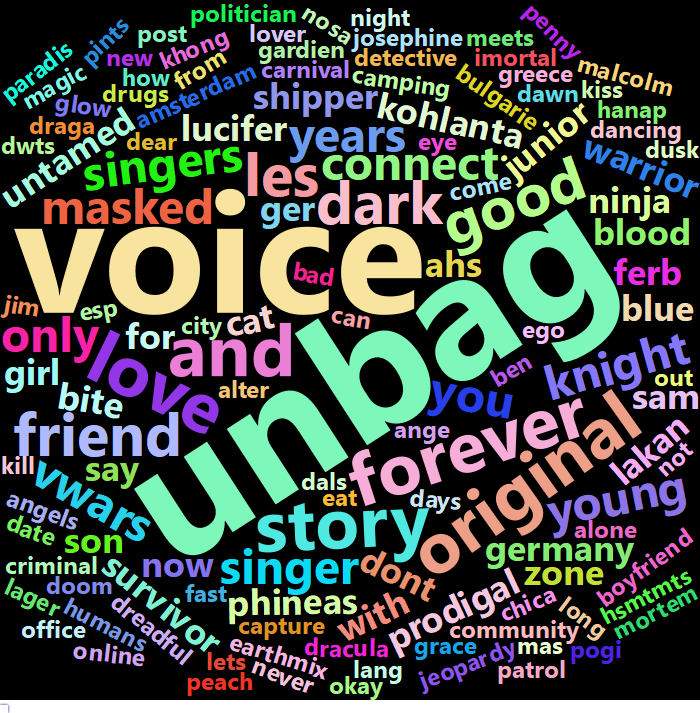 politician
nosa
night
penny
pints
post
lover
josephine
meets
paradis
new
khong
gardien
detective
imortal
malcolm
magic
how
from
carnival
camping
bulgarie
greece
kiss
glow
drugs
amsterdam
shipper
kohlanta
dawn
hanap
draga
untamed
dear
lucifer
years
eye
junior
dancing
dwts
singers
les
connect
come
warrior
dusk
masked
ger
dark
good
ninja
voice
unbag
blood
bad
ahs
ferb
jim
esp
city
cat
can
ego
blue
only
for
and
love
girl
bite
alter
you
ben
knight
out
sam
friend
ange
forever
original
lakan
not
kill
say
vwars
dals
eat
days
young
angels
date
son
story
alone
criminal
now
singer
dont
germany
zone
boyfriend
doom
survivor
fast
phineas
with
prodigal
chica
long
hsmtmts
mortem
lager
humans
dreadful
capture
community
office
online
earthmix
dracula
grace
mas
pogi
lets
never
lang
jeopardy
patrol
peach
okay